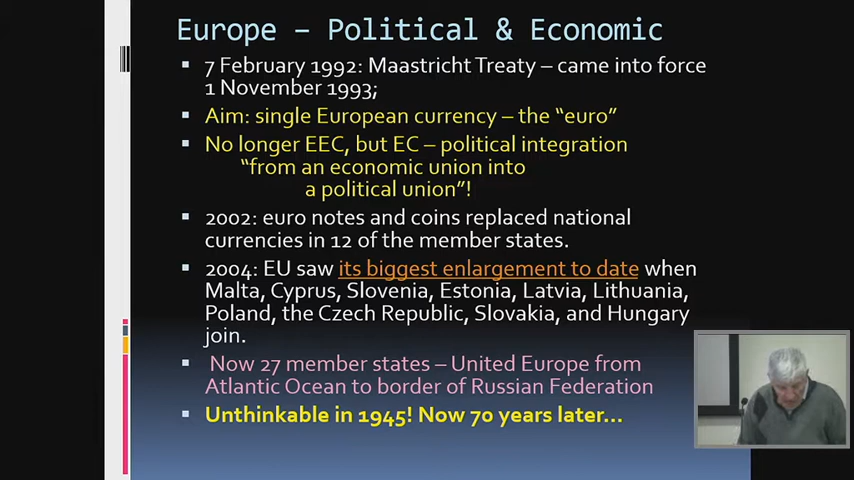 Europe – Political & Economic
7 February 1992: Maastricht Treaty – came into force
1 November 1993;
Aim: single European currency – the “euro”
No longer EEC, but EC – political integration
“from an economic union into
a political union”!
2002: euro notes and coins replaced national
currencies in 12 of the member states.
2004: EU saw its biggest enlargement to date when
Malta, Cyprus, Slovenia, Estonia, Latvia, Lithuania,
Poland, the Czech Republic, Slovakia, and Hungary
join.
Now 27 member states – United Europe from
Atlantic Ocean to border of Russian Federation
Unthinkable in 1945! Now 70 years later...